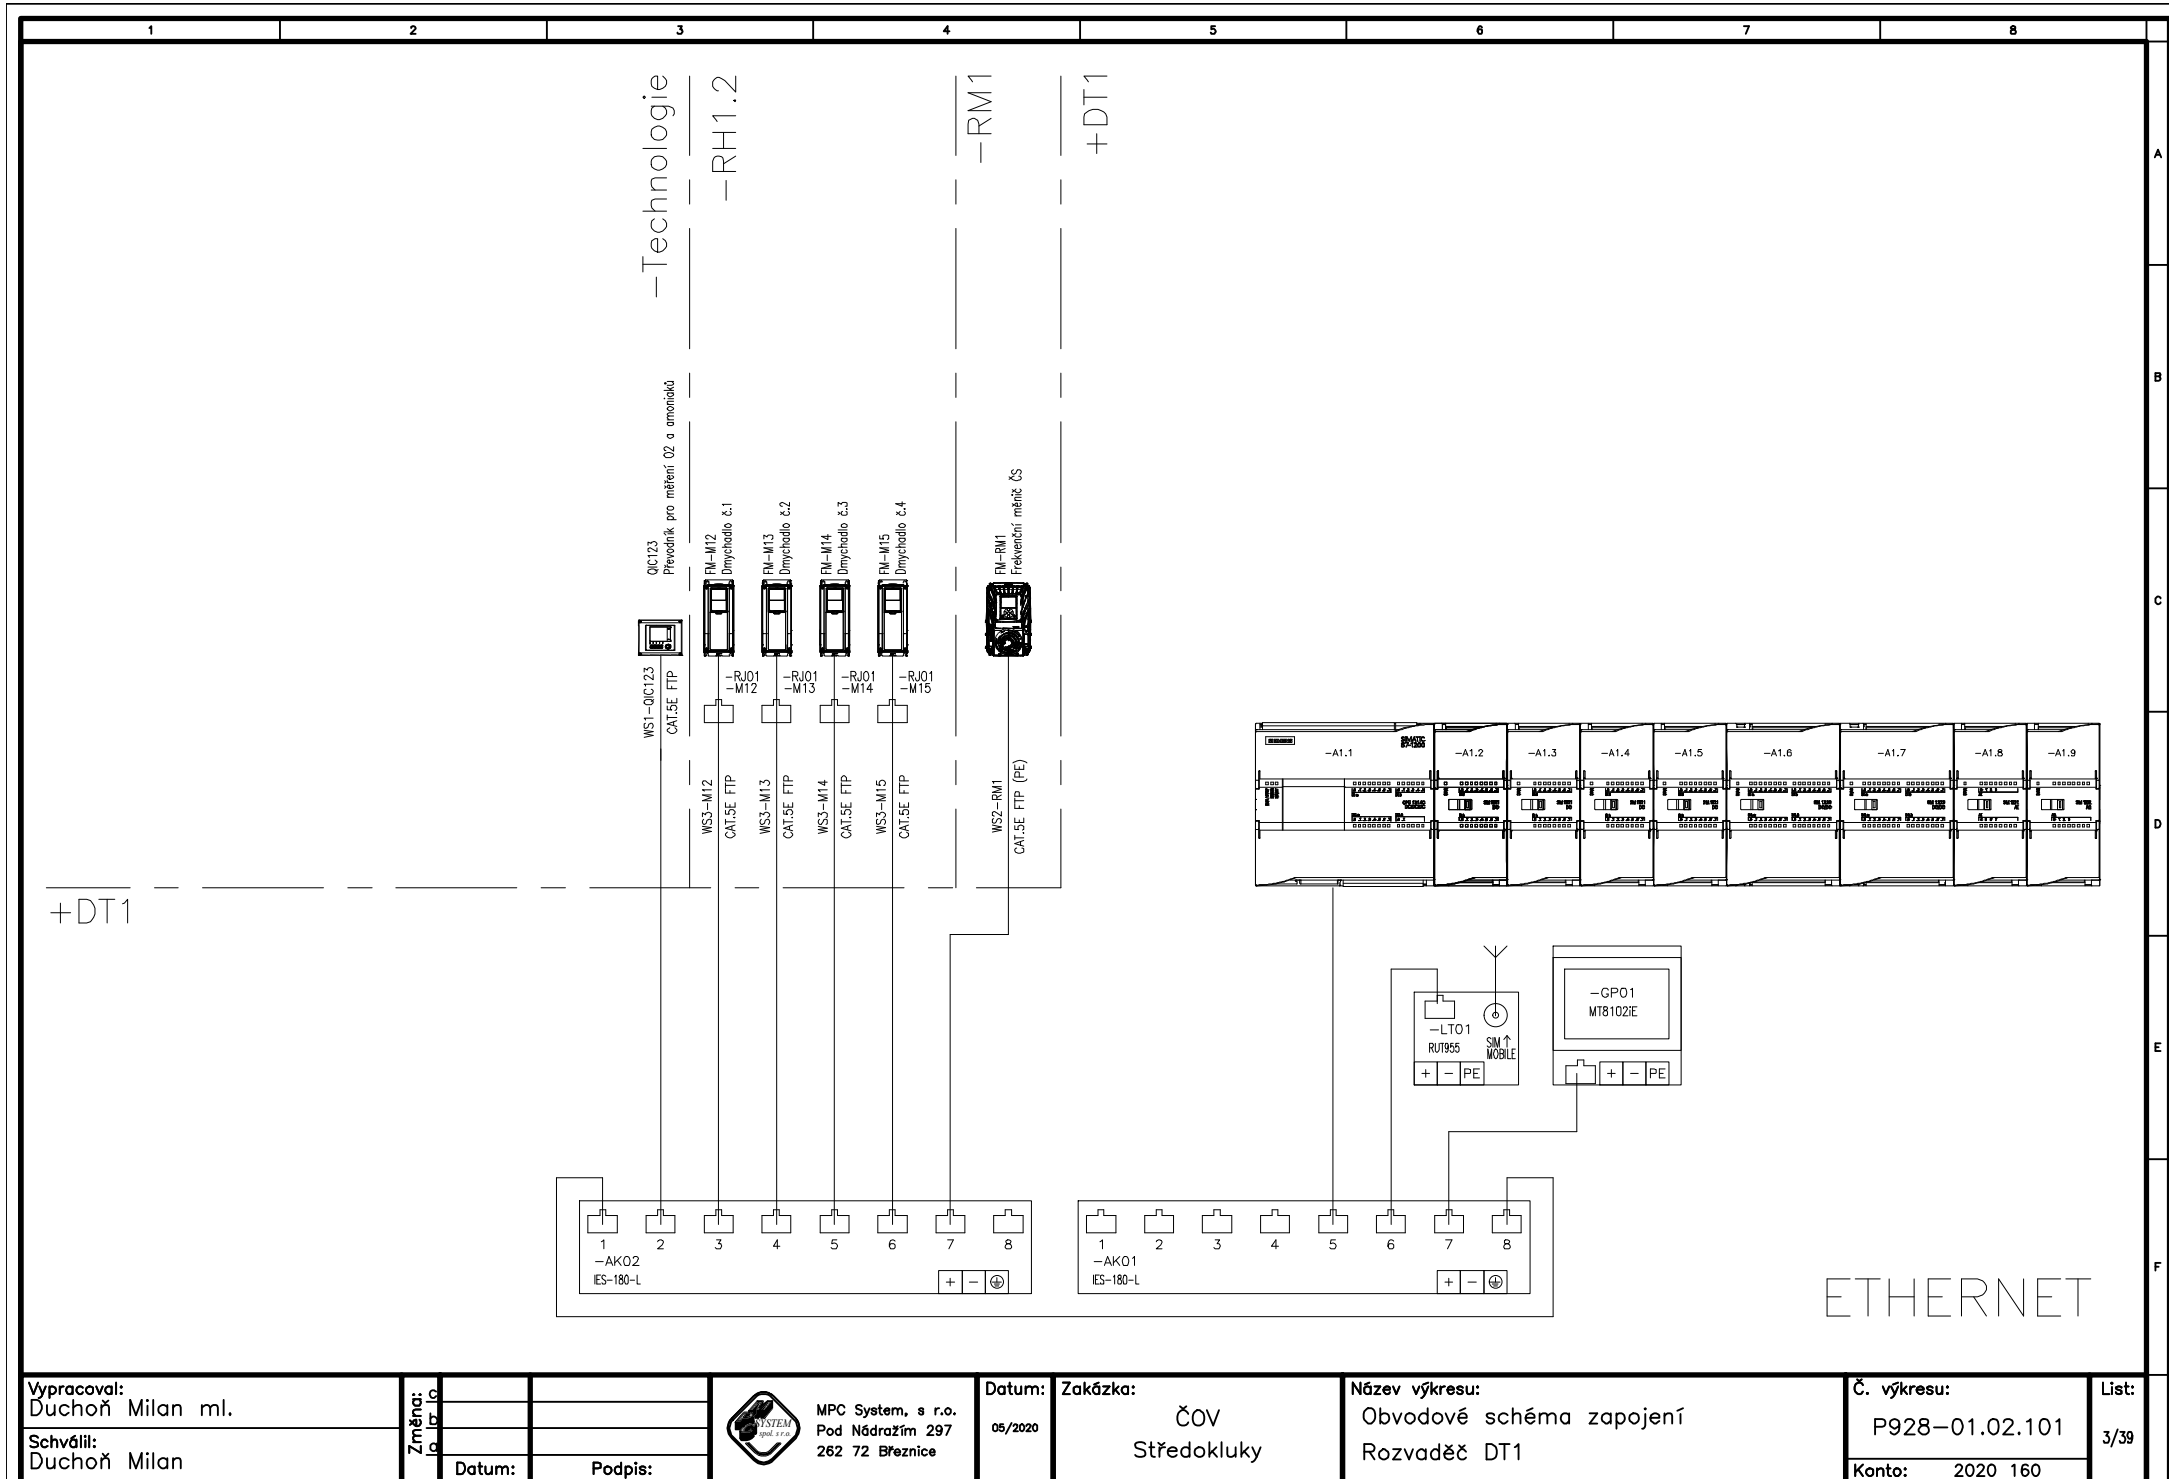 1 2 3 4 5 6 7 8
A
B
C
D
E
F
-Technologie
-RH1.2
-RM1
+DT1
QIC123
Převodník pro měření O2 a amoniaků
FM-M12
Dmychadlo č.1
FM-M13
Dmychadlo č.2
FM-M14
Dmychadlo č.3
FM-M15
Dmychadlo č.4
FM-RM1
Frekvenční měnič ČS
-RJ01
-M12
-RJ01
-M13
-RJ01
-M14
-RJ01
-M15
WS1-QIC123
CAT.5E FTP
WS3-M12
CAT.5E FTP
WS3-M13
CAT.5E FTP
WS3-M14
CAT.5E FTP
WS3-M15
CAT.5E FTP
WS2-RM1
CAT.5E FTP (PE)
SIMATIC
S7-1200
-A1.1 -A1.2 -A1.3 -A1.4 -A1.5 -A1.6 -A1.7 -A1.8 -A1.9
+DT1
-LT01
RUT955
SIM
MOBILE
+ - PE
-GP01
MT8102iE
+ - PE
1 2 3 4 5 6 7 8
-AK02
IES-180-L
+ -
1 2 3 4 5 6 7 8
-AK01
IES-180-L
+ -
ETHERNET
Vypracoval:
Duchoň Milan ml.
Schválil:
Duchoň Milan
Změna:
c
b
a
Datum:
Podpis:
SYSTEM
spol. s r.o.
MPC System, s r.o.
Pod Nádražím 297
262 72 Březnice
Datum:
05/2020
Zakázka:
ČOV
Středokluky
Název výkresu:
Obvodové schéma zapojení
Rozvaděč DT1
Č. výkresu:
P928-01.02.101
Konto: 2020 160
List:
3/39